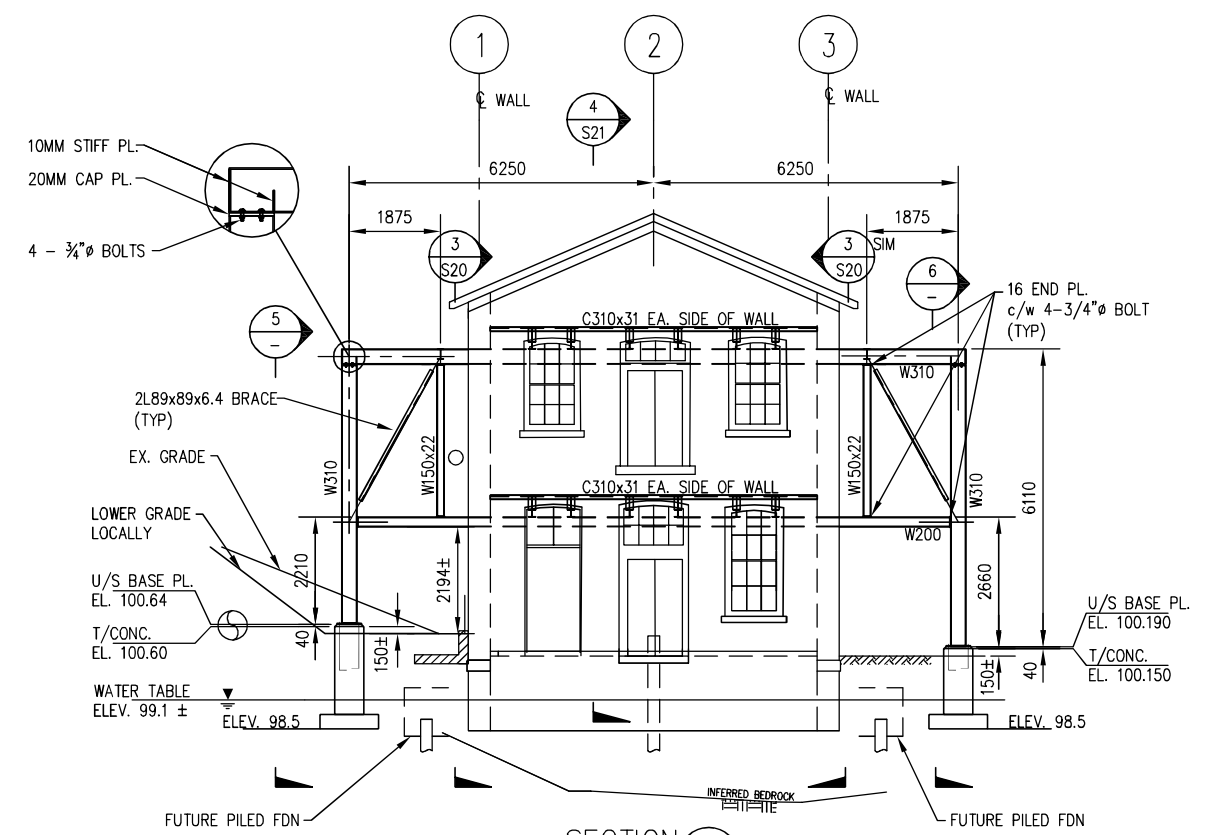 1
2
3
℄ WALL
℄ WALL
4
S21
10MM STIFF PL.
20MM CAP PL.
4 - ¾"ø BOLTS
6250
6250
1875
1875
3
S20
3
S20
SIM
6
-
5
-
16 END PL.
c/w 4-3/4"ø BOLT
(TYP)
C310x31 EA. SIDE OF WALL
W310
2L89x89x6.4 BRACE
(TYP)
EX. GRADE
W310
W150x22
W150x22
W310
6110
C310x31 EA. SIDE OF WALL
LOWER GRADE
LOCALLY
W200
2210
2194±
2660
U/S BASE PL.
EL. 100.64
T/CONC.
EL. 100.60
40
150±
150±
40
U/S BASE PL.
EL. 100.190
T/CONC.
EL. 100.150
WATER TABLE
ELEV. 99.1 ±
ELEV. 98.5
ELEV. 98.5
INFERRED BEDROCK
FUTURE PILED FDN
FUTURE PILED FDN
SECTION